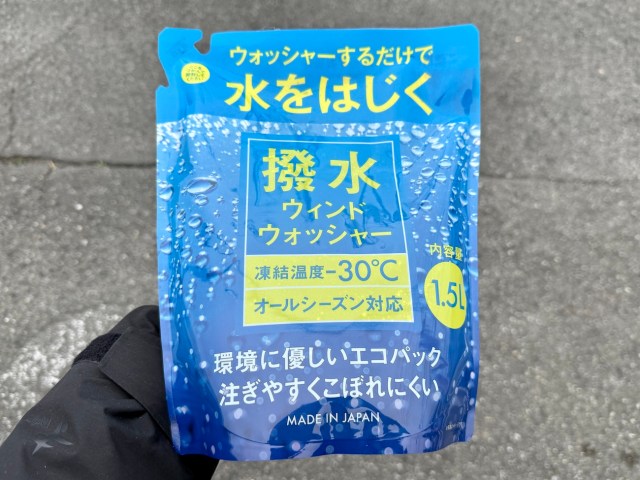 ウォッシャーするだけで
水をはじく
撥水
ウィンド
ウォッシャー
凍結温度-30℃
オールシーズン対応
内容量
1.5L
環境に優しいエコパック
注ぎやすくこぼれにくい
MADE IN JAPAN